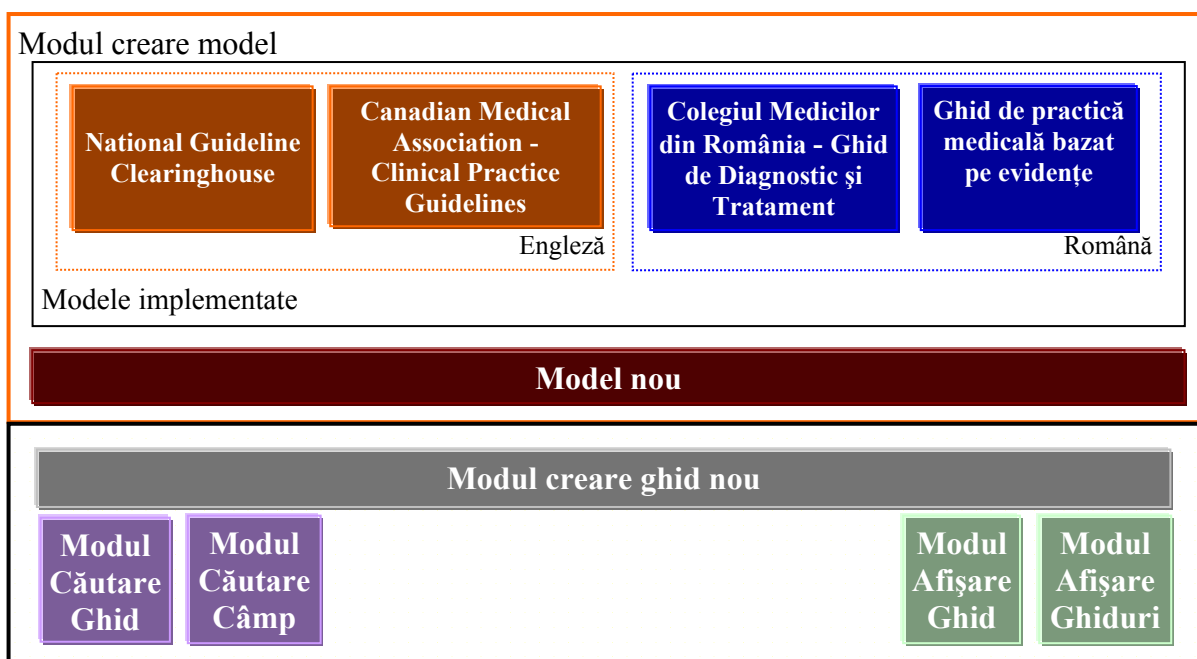 Modul creare model
National Guideline
Clearinghouse
Canadian Medical
Association -
Clinical Practice
Guidelines
Engleză
Colegiul Medicilor
din România - Ghid
de Diagnostic şi
Tratament
Ghid de practică
medicală bazat
pe evidențe
Română
Modele implementate
Model nou
Modul creare ghid nou
Modul
Căutare
Ghid
Modul
Căutare
Câmp
Modul
Afişare
Ghid
Modul
Afişare
Ghiduri